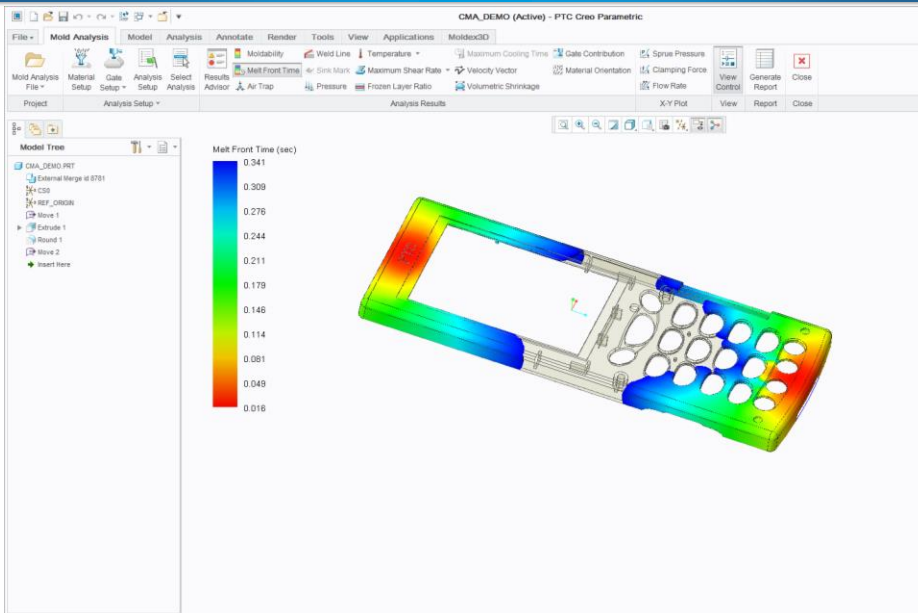 CMA_DEMO (Active) - PTC Creo Parametric
File Mold Analysis Model Analysis Annotate Render Tools View Applications Moldex3D
Moldability Weld Line Temperature Maximum Cooling Time Gate Contribution Sprue Pressure
Melt Front Time Sink Mark Maximum Shear Rate Velocity Vector Material Orientation Clamping Force
Mold Analysis Material Gate Analysis Select Results View Generate Close
File Setup Setup Setup Analysis Advisor Air Trap Pressure Frozen Layer Ratio Volumetric Shrinkage Flow Rate Control Report
Project Analysis Setup Analysis Results X-Y Plot View Report Close
Model Tree
CMA_DEMO.PRT
External Merge id 8781
CS0
REF_ORIGIN
Move 1
Extrude 1
Round 1
Move 2
Insert Here
Melt Front Time (sec)
0.341
0.309
0.276
0.244
0.211
0.179
0.146
0.114
0.081
0.049
0.016